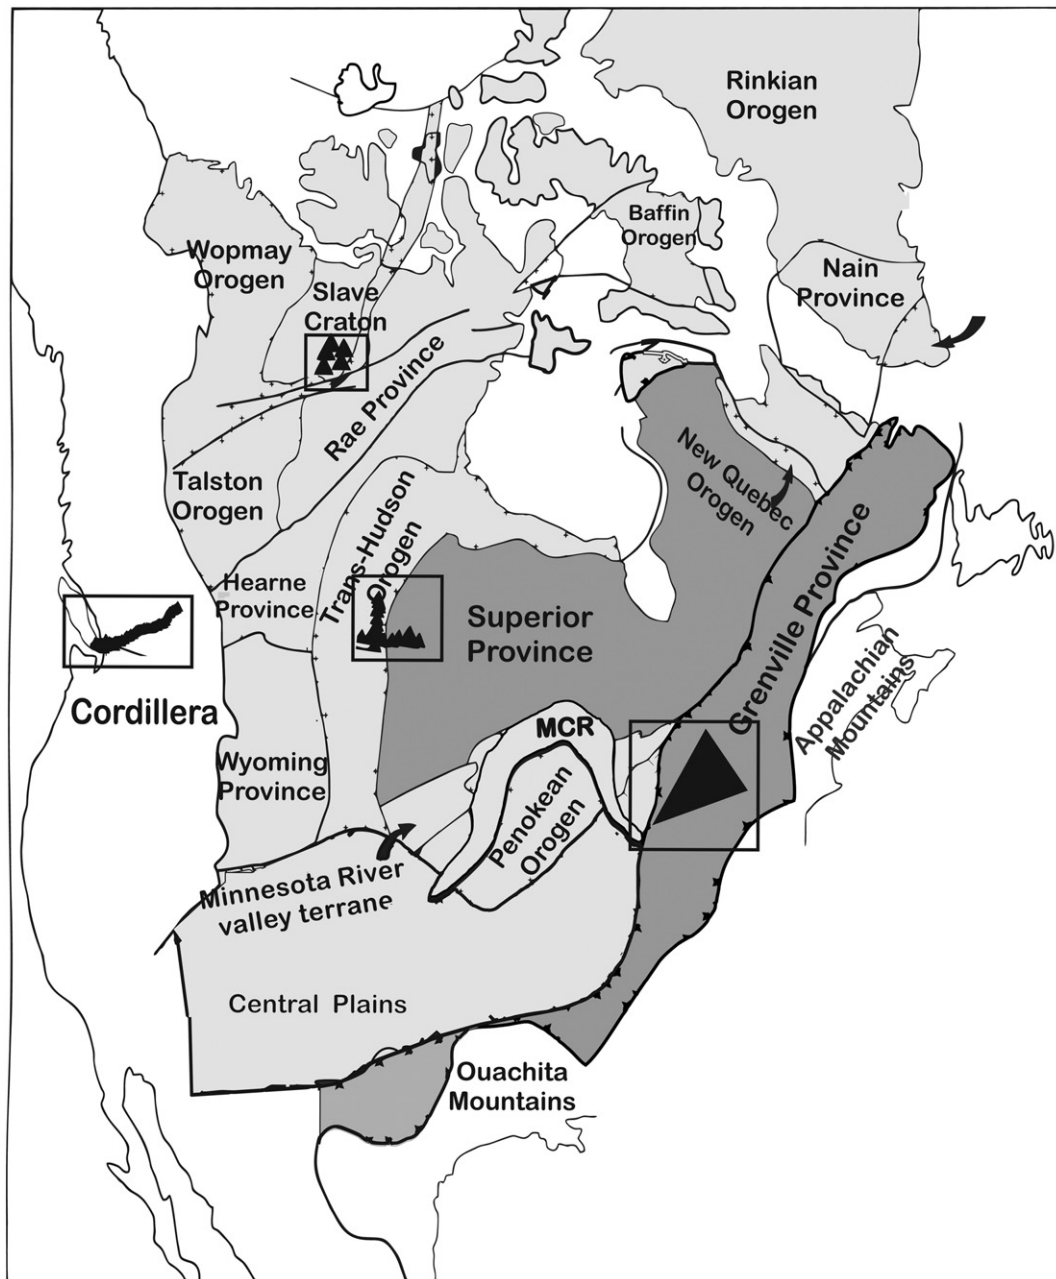 Rinkian
Orogen
Baffin
Orogen
Wopmay
Orogen
Nain
Province
Slave
Craton
Rae Province
New Quebec
Orogen
Talston
Orogen
Trans-Hudson
Orogen
Hearne
Province
Grenville Province
Superior
Province
Appalachian
Mountains
Cordillera
MCR
Wyoming
Province
Penokean
Orogen
Minnesota River
valley terrane
Central Plains
Ouachita
Mountains